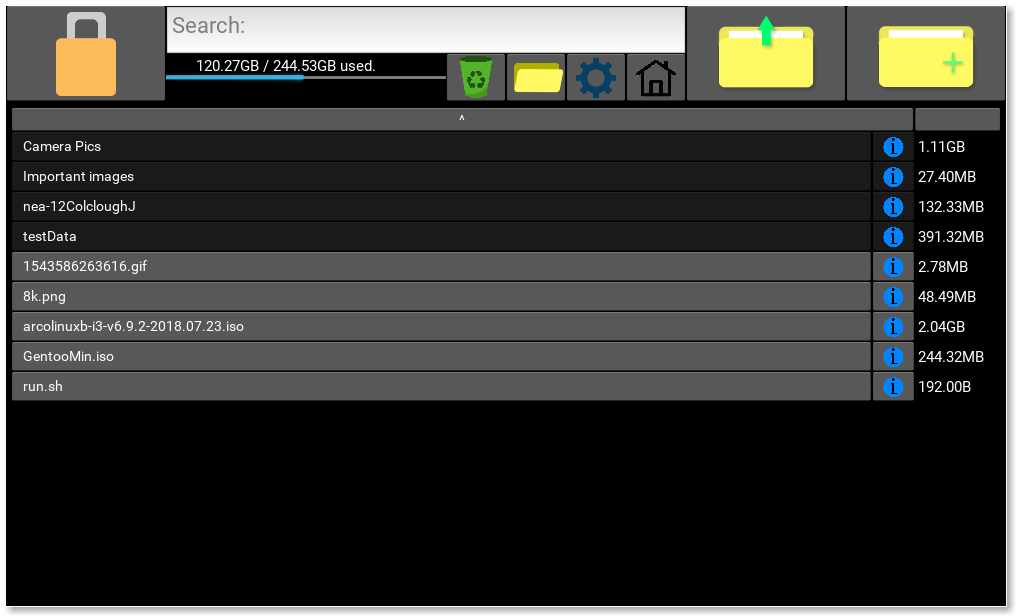 Search:
120.27GB / 244.53GB used.
^
Camera Pics 1.11GB
Important images 27.40MB
nea-12ColcloughJ 132.33MB
testData 391.32MB
1543586263616.gif 2.78MB
8k.png 48.49MB
arcolinuxb-i3-v6.9.2-2018.07.23.iso 2.04GB
GentooMin.iso 244.32MB
run.sh 192.00B